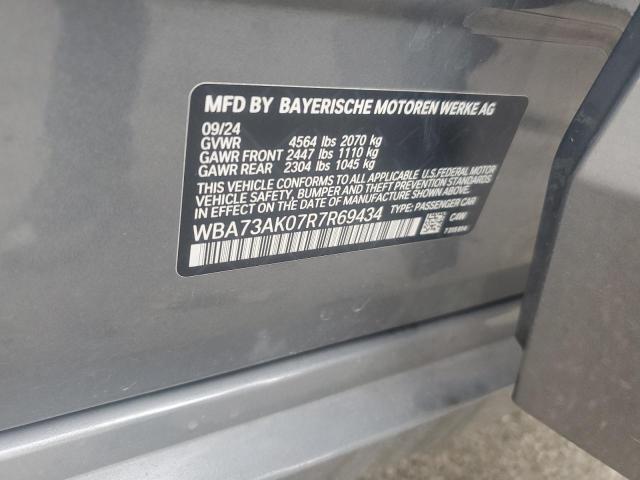 MFD BY BAYERISCHE MOTOREN WERKE AG
09/24
GVWR 4564 lbs 2070 kg
GAWR FRONT 2447 lbs 1110 kg
GAWR REAR 2304 lbs 1045 kg
THIS VEHICLE CONFORMS TO ALL APPLICABLE U.S. FEDERAL MOTOR
VEHICLE SAFETY, BUMPER, AND THEFT PREVENTION STANDARDS
IN EFFECT ON THE DATE OF MANUFACTURE SHOWN ABOVE.
WBA73AK07R7R69434 TYPE: PASSENGER CAR
C4W